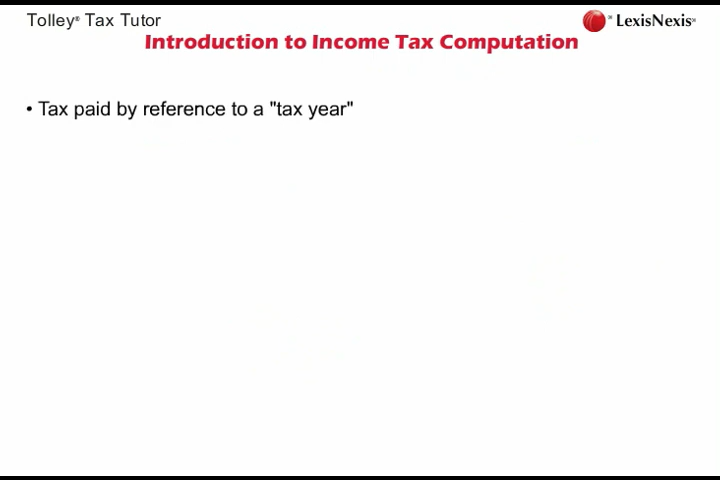 Tolley® Tax Tutor
LexisNexis®
Introduction to Income Tax Computation
• Tax paid by reference to a "tax year"